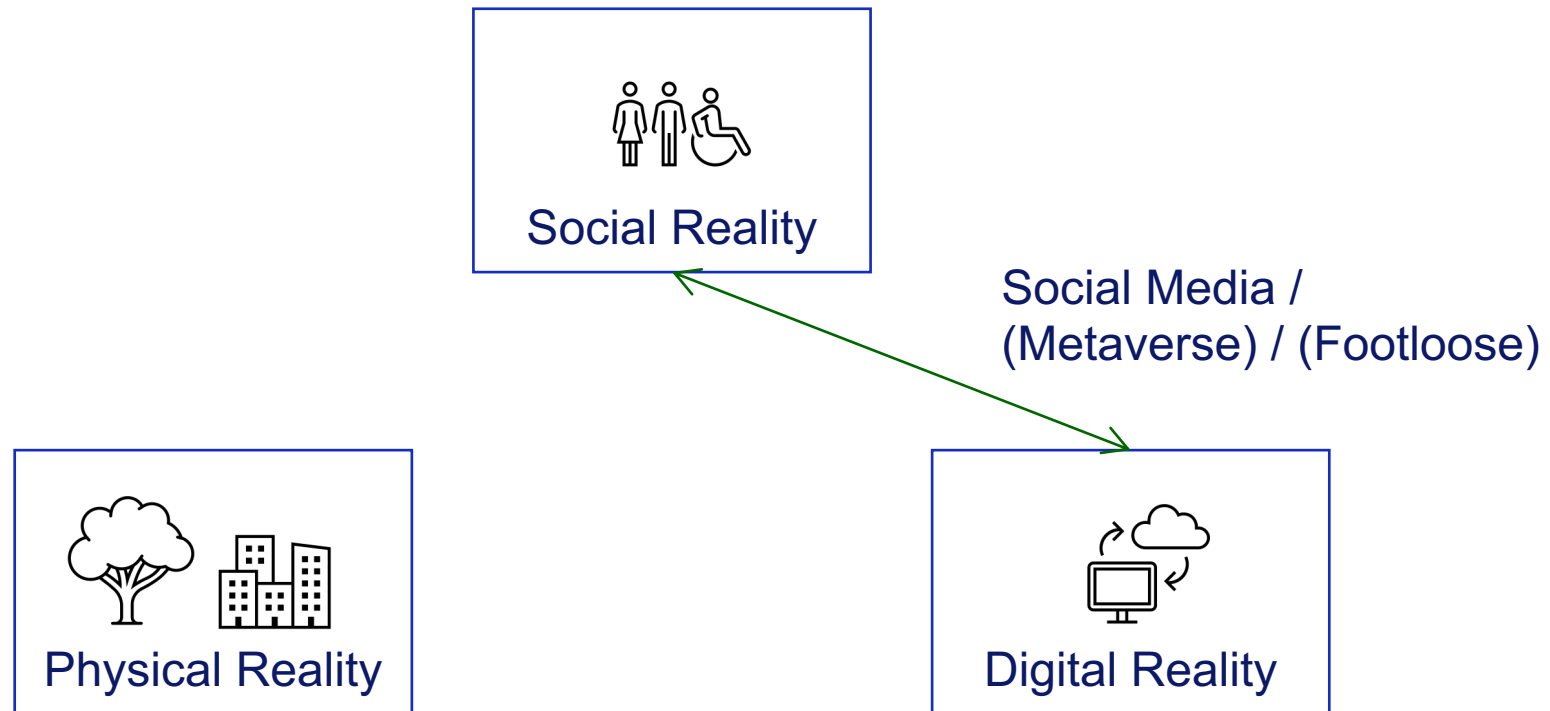 Social Reality
Social Media /
(Metaverse) / (Footloose)
Physical Reality
Digital Reality